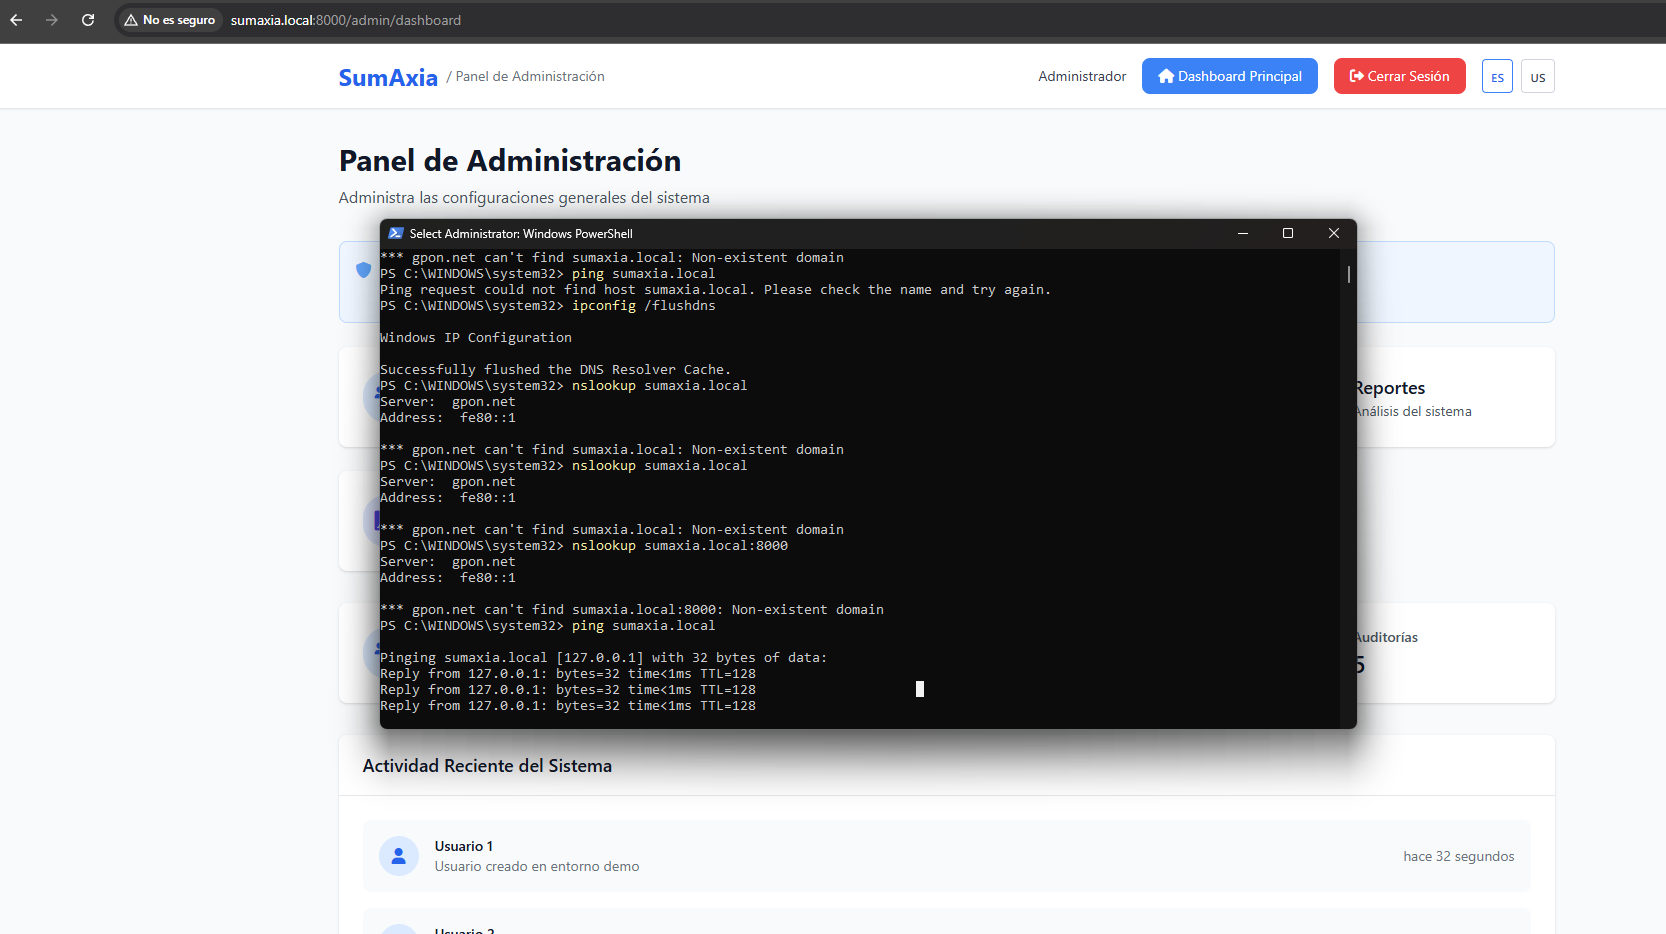 No es seguro
sumaxia.local:8000/admin/dashboard
SumAxia / Panel de Administración
Administrador
Dashboard Principal
Cerrar Sesión
ES
US
Panel de Administración
Administra las configuraciones generales del sistema
Select Administrator: Windows PowerShell
*** gpon.net can't find sumaxia.local: Non-existent domain
PS C:\WINDOWS\system32> ping sumaxia.local
Ping request could not find host sumaxia.local. Please check the name and try again.
PS C:\WINDOWS\system32> ipconfig /flushdns
Windows IP Configuration
Successfully flushed the DNS Resolver Cache.
PS C:\WINDOWS\system32> nslookup sumaxia.local
Server:  gpon.net
Address:  fe80::1
*** gpon.net can't find sumaxia.local: Non-existent domain
PS C:\WINDOWS\system32> nslookup sumaxia.local
Server:  gpon.net
Address:  fe80::1
*** gpon.net can't find sumaxia.local: Non-existent domain
PS C:\WINDOWS\system32> nslookup sumaxia.local:8000
Server:  gpon.net
Address:  fe80::1
*** gpon.net can't find sumaxia.local:8000: Non-existent domain
PS C:\WINDOWS\system32> ping sumaxia.local
Pinging sumaxia.local [127.0.0.1] with 32 bytes of data:
Reply from 127.0.0.1: bytes=32 time<1ms TTL=128
Reply from 127.0.0.1: bytes=32 time<1ms TTL=128
Reply from 127.0.0.1: bytes=32 time<1ms TTL=128
Reportes
Análisis del sistema
Auditorías
5
Actividad Reciente del Sistema
Usuario 1
Usuario creado en entorno demo
hace 32 segundos
Usuario 2